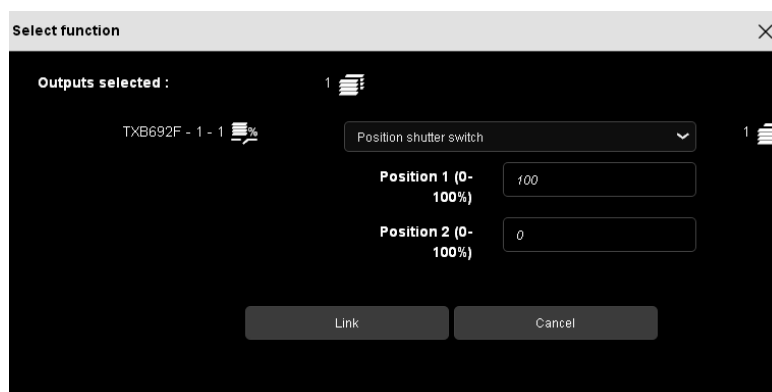 Select function
Outputs selected :
1
TXB692F - 1 - 1 %
Position shutter switch
1
Position 1 (0-
100%)
100
Position 2 (0-
100%)
0
Link
Cancel